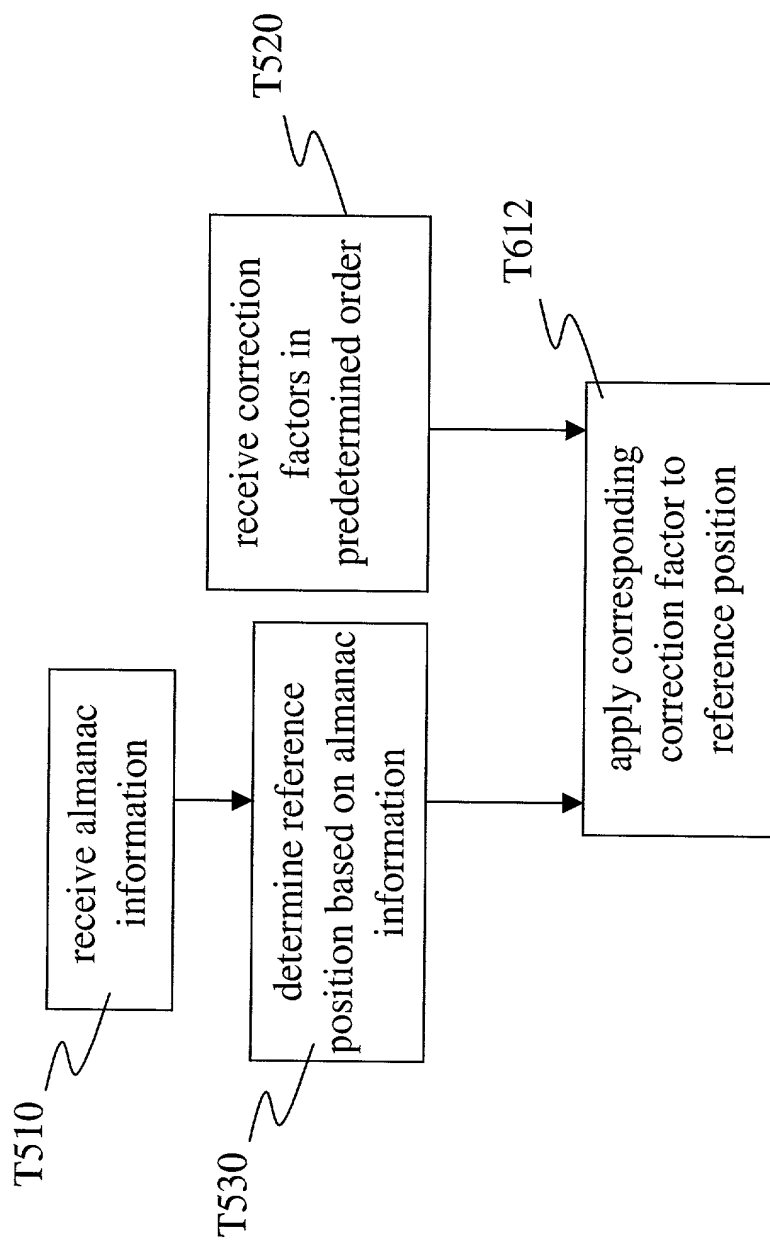 T510
receive almanac
information
T530
determine reference
position based on almanac
information
T520
receive correction
factors in
predetermined order
T612
apply corresponding
correction factor to
reference position